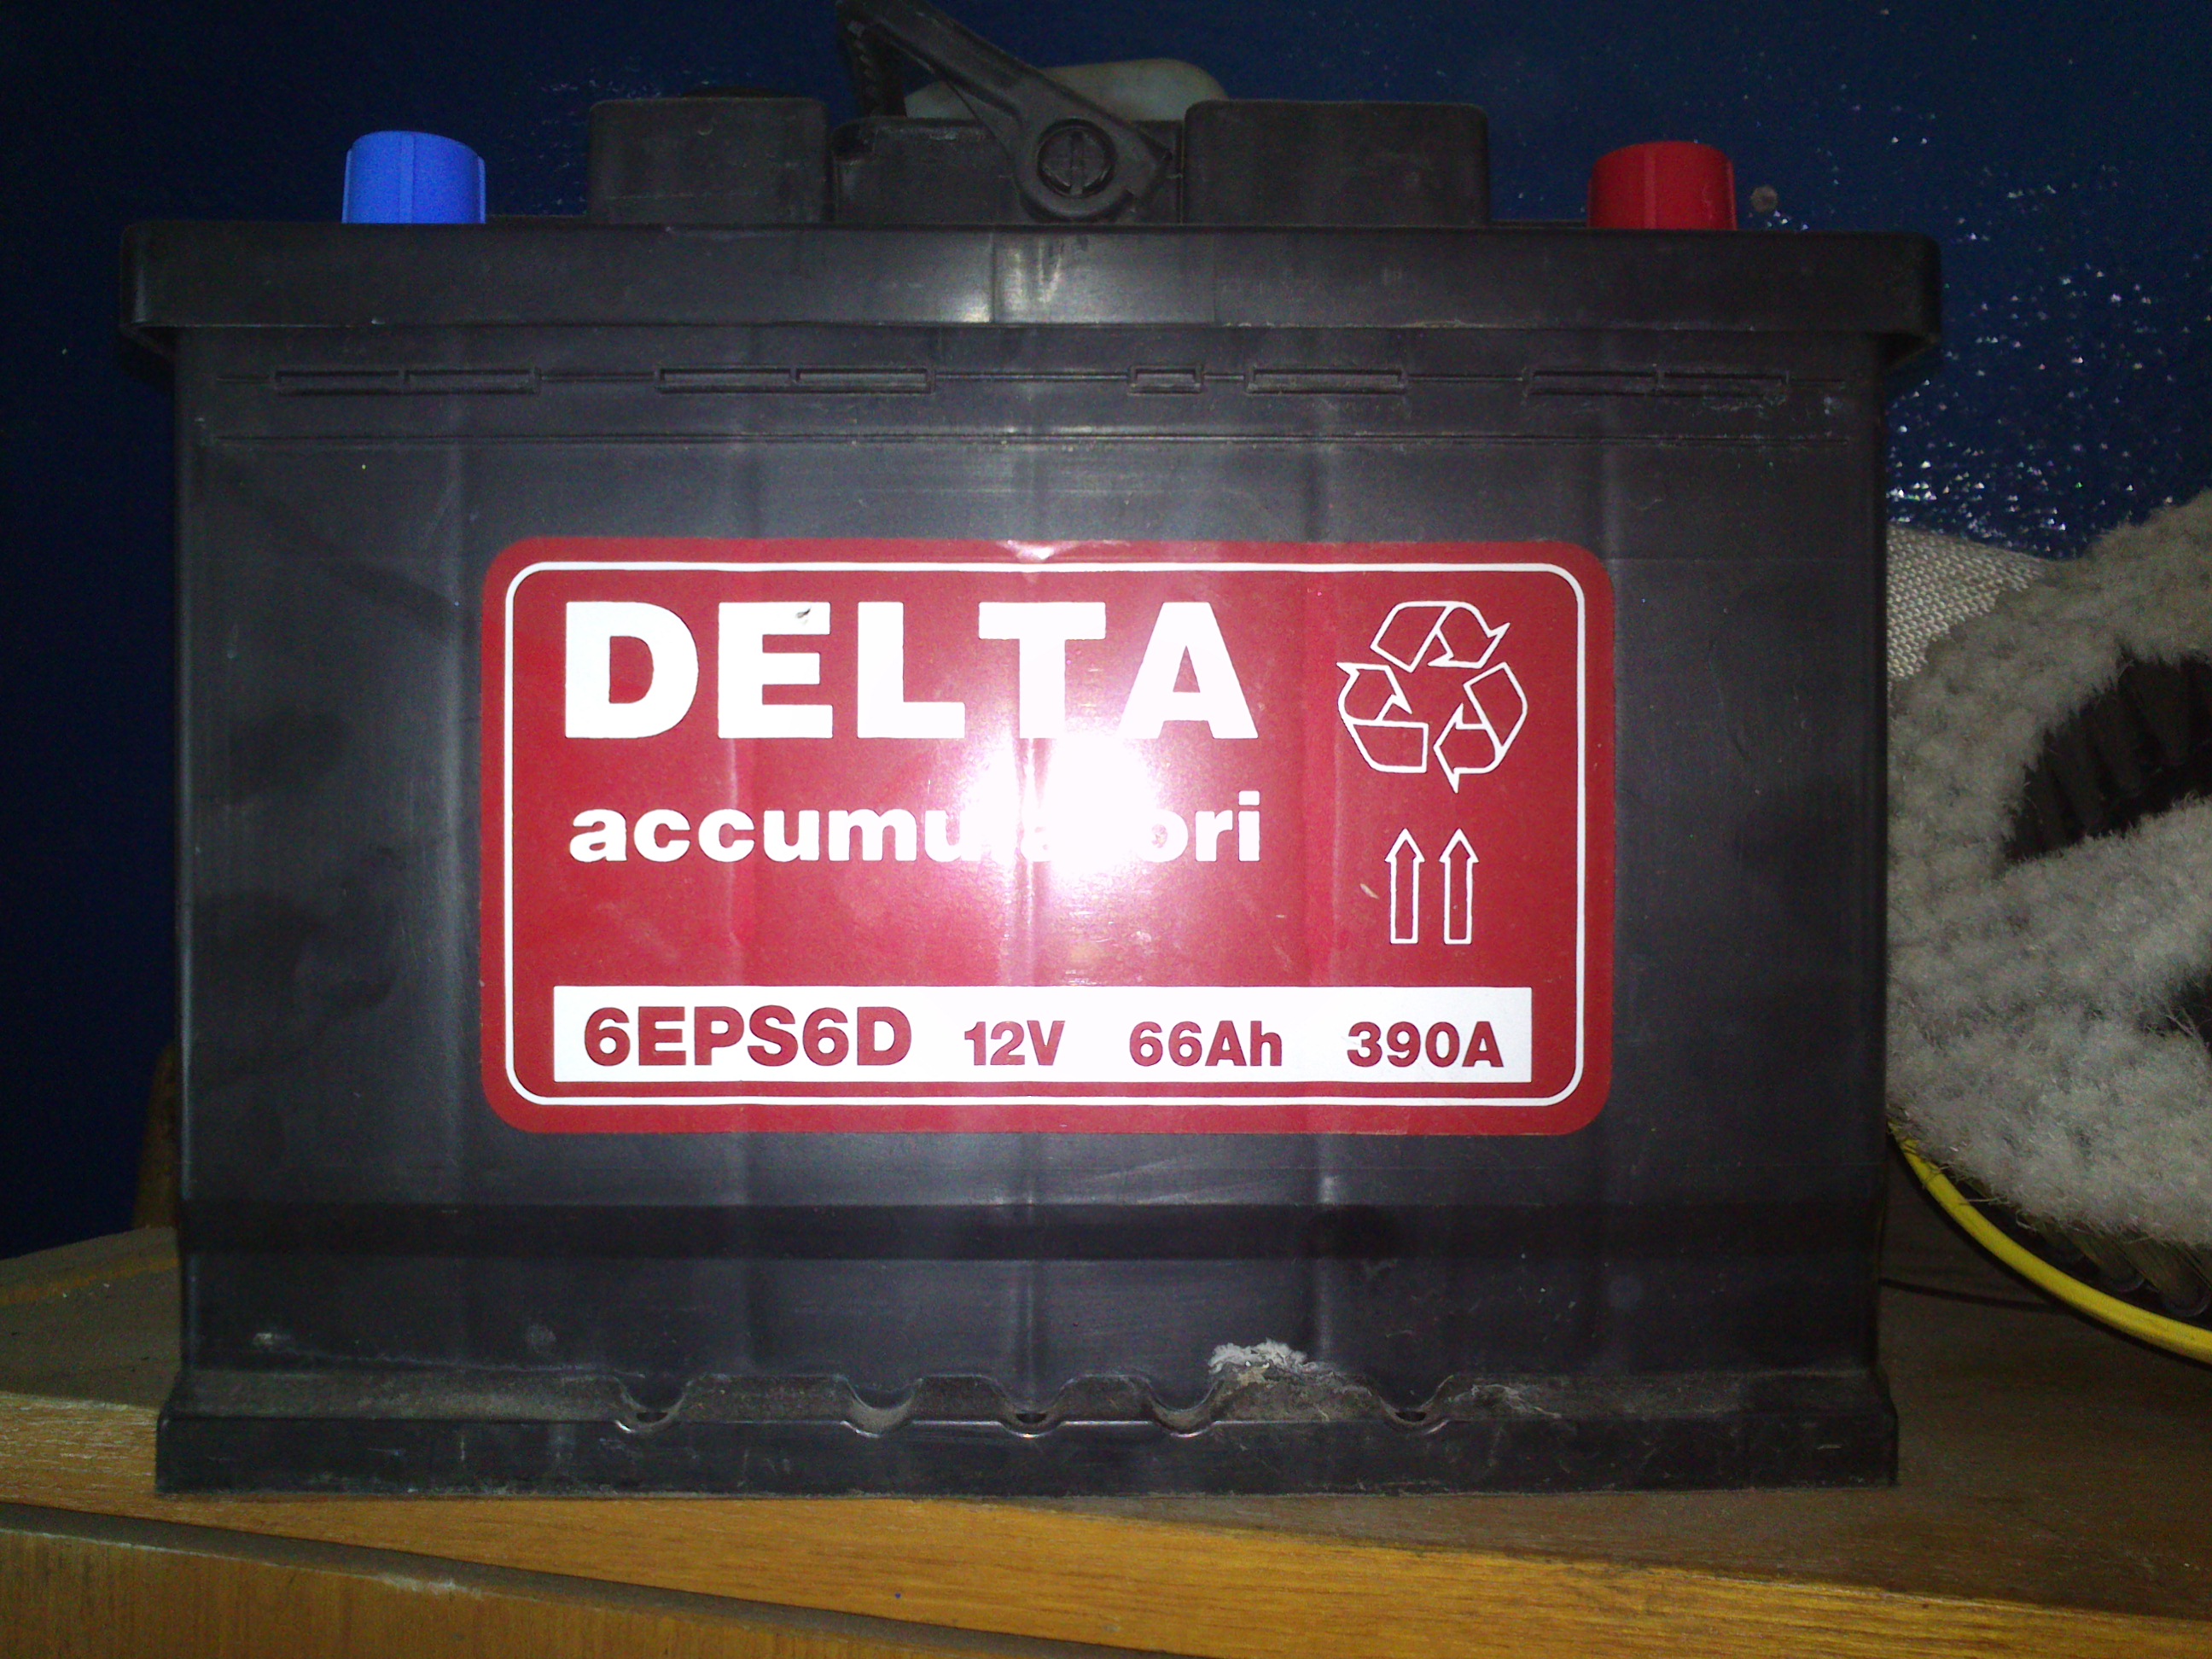 DELTA
accumulatori
6EPS6D 12V 66Ah 390A